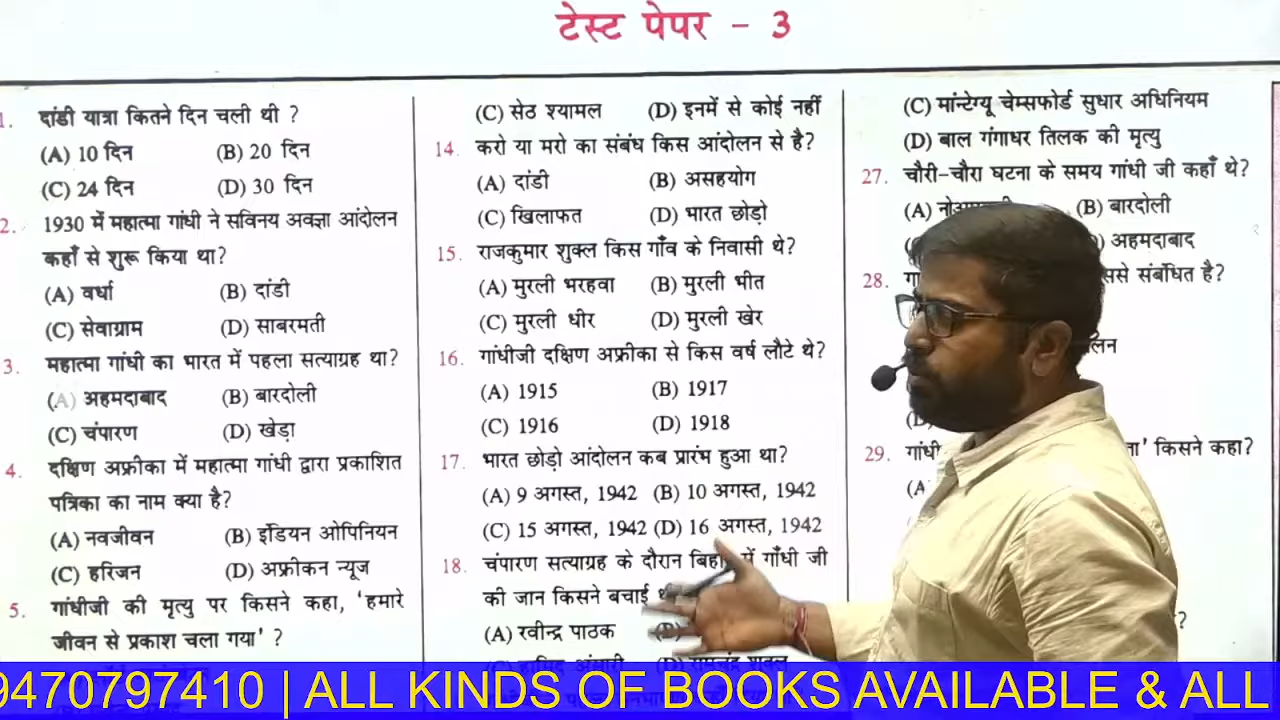 टेस्ट पेपर - 3
1. दांडी यात्रा कितने दिन चली थी ?
(A) 10 दिन (B) 20 दिन
(C) 24 दिन (D) 30 दिन
2. 1930 में महात्मा गांधी ने सविनय अवज्ञा आंदोलन
कहाँ से शुरू किया था?
(A) वर्धा (B) दांडी
(C) सेवाग्राम (D) साबरमती
3. महात्मा गांधी का भारत में पहला सत्याग्रह था?
(A) अहमदाबाद (B) बारदोली
(C) चंपारण (D) खेड़ा
4. दक्षिण अफ्रीका में महात्मा गांधी द्वारा प्रकाशित
पत्रिका का नाम क्या है?
(A) नवजीवन (B) इंडियन ओपिनियन
(C) हरिजन (D) अफ्रीकन न्यूज
5. गांधीजी की मृत्यु पर किसने कहा, 'हमारे
जीवन से प्रकाश चला गया' ?
(C) सेठ श्यामल (D) इनमें से कोई नहीं
14. करो या मरो का संबंध किस आंदोलन से है?
(A) दांडी (B) असहयोग
(C) खिलाफत (D) भारत छोड़ो
15. राजकुमार शुक्ल किस गाँव के निवासी थे?
(A) मुरली भरहवा (B) मुरली भीत
(C) मुरली धीर (D) मुरली खेर
16. गांधीजी दक्षिण अफ्रीका से किस वर्ष लौटे थे?
(A) 1915 (B) 1917
(C) 1916 (D) 1918
17. भारत छोड़ो आंदोलन कब प्रारंभ हुआ था?
(A) 9 अगस्त, 1942 (B) 10 अगस्त, 1942
(C) 15 अगस्त, 1942 (D) 16 अगस्त, 1942
18. चंपारण सत्याग्रह के दौरान बिहार में गाँधी जी
की जान किसने बचाई
(A) रवीन्द्र पाठक
(C) हामिद अंसारी (D) रामचंद्र शुक्ल
(C) मांन्टेग्यू चेम्सफोर्ड सुधार अधिनियम
(D) बाल गंगाधर तिलक की मृत्यु
27. चौरी-चौरा घटना के समय गांधी जी कहाँ थे?
(A) (B) बारदोली
अहमदाबाद
28. संबंधित है?
29. गांधी किसने कहा?
(A
9470797410 | ALL KINDS OF BOOKS AVAILABLE & ALL